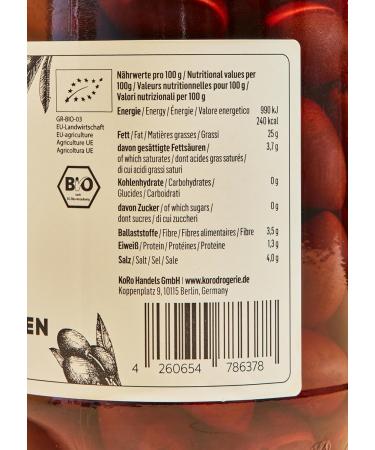 Nährwerte pro 100 g / Nutritional values per
100g / Valeurs nutritionnelles pour 100 g /
Valori nutrizionali per 100 g
Energie / Energy / Énergie / Valore energetico 990 kJ
240 kcal
Fett / Fat / Matières grasses / Grassi 25 g
davon gesättigte Fettsäuren / 3,7 g
of which saturates / dont acides gras saturés /
di cui acidi grassi saturi
Kohlenhydrate / Carbohydrates / 0 g
Glucides / Carboidrati
davon Zucker / of which sugars / 0 g
dont sucres / di cui zuccheri
Ballaststoffe / Fibre / Fibres alimentaires / Fibre 3,5 g
Eiweiß / Protein / Protéines / Proteine 1,3 g
Salz / Salt / Sel / Sale 4,0 g
KoRo Handels GmbH | www.korodrogerie.de
Koppenplatz 9, 10115 Berlin, Germany
GR-BIO-03
EU-Landwirtschaft
EU-agriculture
Agriculture UE
Agricoltura UE
BIO
EN
4 260654 786378